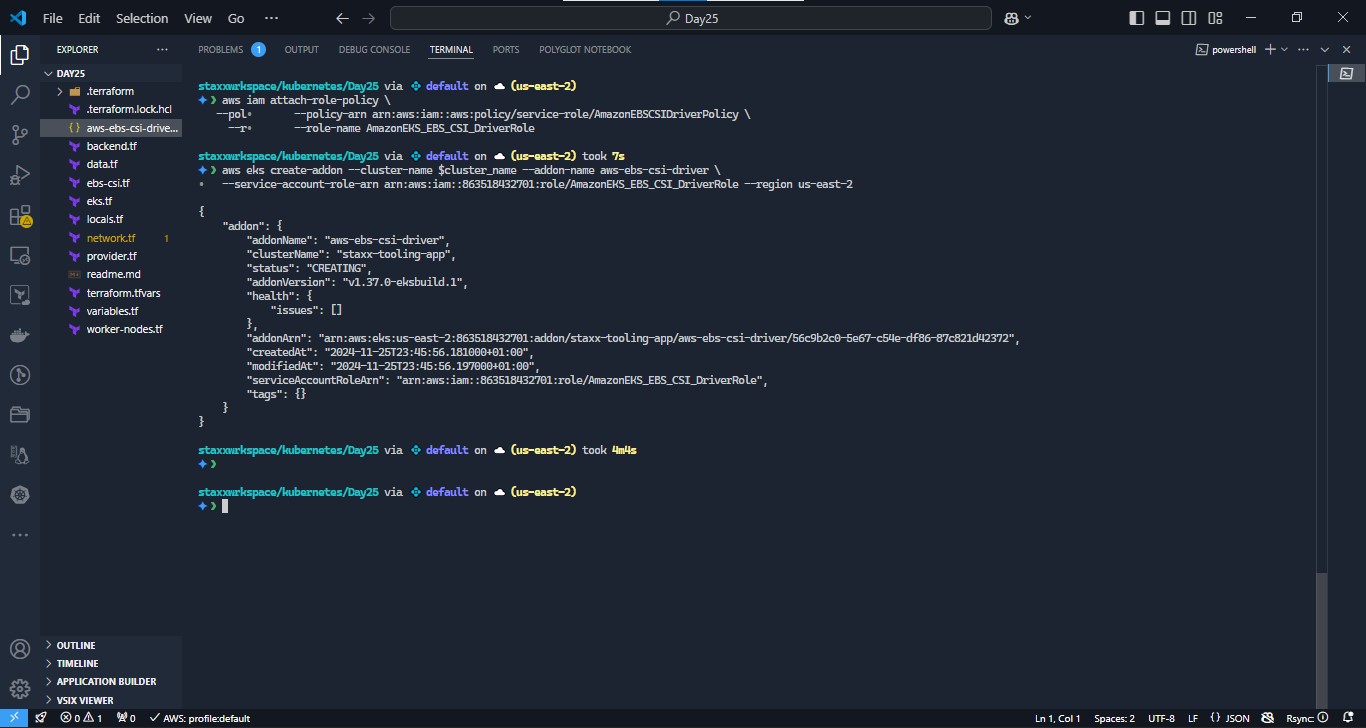 File Edit Selection View Go ··· Day25
EXPLORER ···
PROBLEMS 1 OUTPUT DEBUG CONSOLE TERMINAL PORTS POLYGLOT NOTEBOOK powershell
DAY25
.terraform
.terraform.lock.hcl
aws-ebs-csi-drive...
backend.tf
data.tf
ebs-csi.tf
eks.tf
locals.tf
network.tf 1
provider.tf
readme.md
terraform.tfvars
variables.tf
worker-nodes.tf
OUTLINE
TIMELINE
APPLICATION BUILDER
VSIX VIEWER
staxxwrkspace/kubernetes/Day25 via default on (us-east-2)
❯ aws iam attach-role-policy \
--pol∙ --policy-arn arn:aws:iam::aws:policy/service-role/AmazonEBSCSIDriverPolicy \
--r∙ --role-name AmazonEKS_EBS_CSI_DriverRole
staxxwrkspace/kubernetes/Day25 via default on (us-east-2) took 7s
❯ aws eks create-addon --cluster-name $cluster_name --addon-name aws-ebs-csi-driver \
∙ --service-account-role-arn arn:aws:iam::863518432701:role/AmazonEKS_EBS_CSI_DriverRole --region us-east-2
{
"addon": {
"addonName": "aws-ebs-csi-driver",
"clusterName": "staxx-tooling-app",
"status": "CREATING",
"addonVersion": "v1.37.0-eksbuild.1",
"health": {
"issues": []
},
"addonArn": "arn:aws:eks:us-east-2:863518432701:addon/staxx-tooling-app/aws-ebs-csi-driver/56c9b2c0-5e67-c54e-df86-87c821d42372",
"createdAt": "2024-11-25T23:45:56.181000+01:00",
"modifiedAt": "2024-11-25T23:45:56.197000+01:00",
"serviceAccountRoleArn": "arn:aws:iam::863518432701:role/AmazonEKS_EBS_CSI_DriverRole",
"tags": {}
}
}
staxxwrkspace/kubernetes/Day25 via default on (us-east-2) took 4m4s
❯
staxxwrkspace/kubernetes/Day25 via default on (us-east-2)
❯
0 1 0 AWS: profile:default Ln 1, Col 1 Spaces: 2 UTF-8 LF {} JSON Rsync: